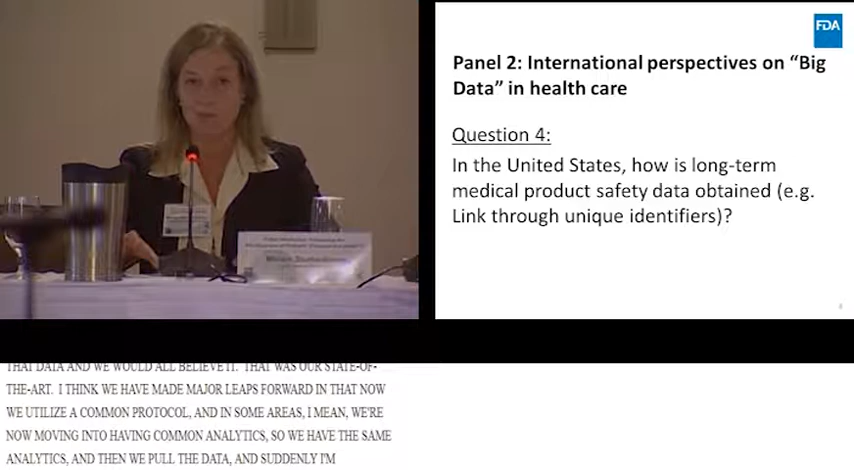 FDA
Panel 2: International perspectives on “Big
Data” in health care
Question 4:
In the United States, how is long-term
medical product safety data obtained (e.g.
Link through unique identifiers)?
THAT DATA AND WE WOULD ALL BELIEVE IT. THAT WAS OUR STATE-OF-
THE-ART. I THINK WE HAVE MADE MAJOR LEAPS FORWARD IN THAT NOW
WE UTILIZE A COMMON PROTOCOL, AND IN SOME AREAS, I MEAN, WE'RE
NOW MOVING INTO HAVING COMMON ANALYTICS, SO WE HAVE THE SAME
ANALYTICS, AND THEN WE PULL THE DATA, AND SUDDENLY I'M